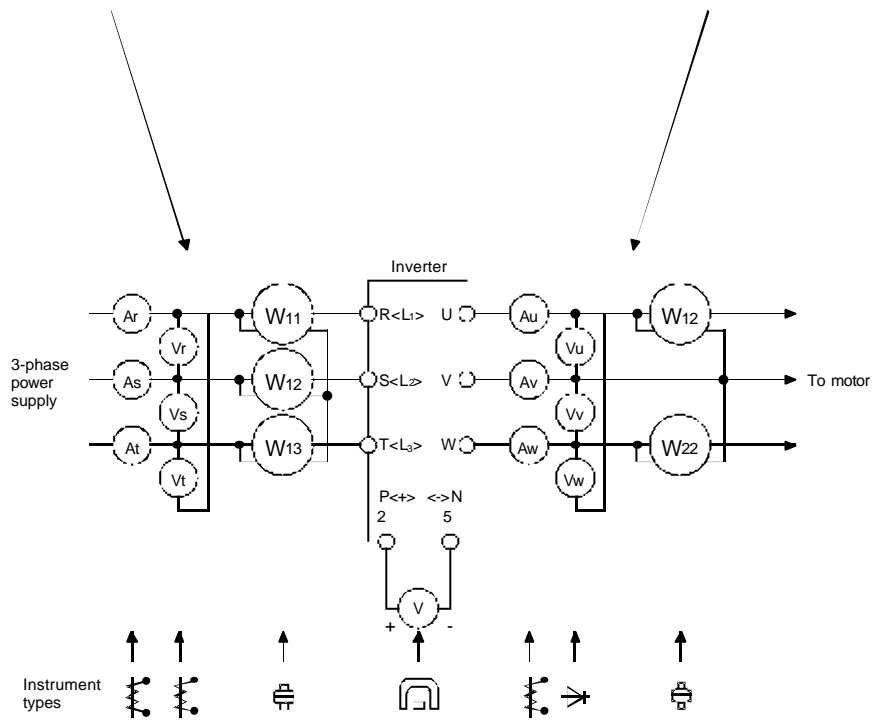 Inverter
Ar W11 R<L1> U Au W12
Vr Vu
3-phase
power
supply
As W12 S<L2> V Av To motor
Vs Vv
At W13 T<L3> W Aw W22
Vt Vw
P<+> <->N
2 5
V
+ -
Instrument
types